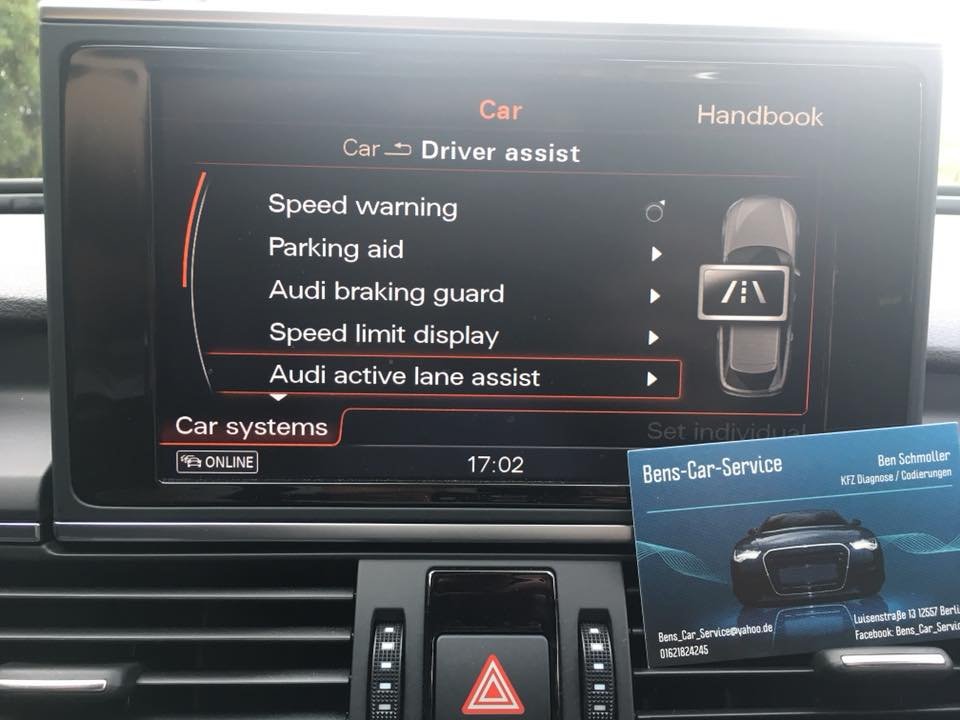 Car
Handbook
Car Driver assist
Speed warning
Parking aid
Audi braking guard
Speed limit display
Audi active lane assist
Car systems
Set individual
ONLINE
17:02
Bens-Car-Service
Ben Schmoller
KFZ Diagnose / Codierungen
Bens_Car_Service@yahoo.de
01621824245
Luisenstraße 13 12557 Berli
Facebook: Bens_Car_Servic